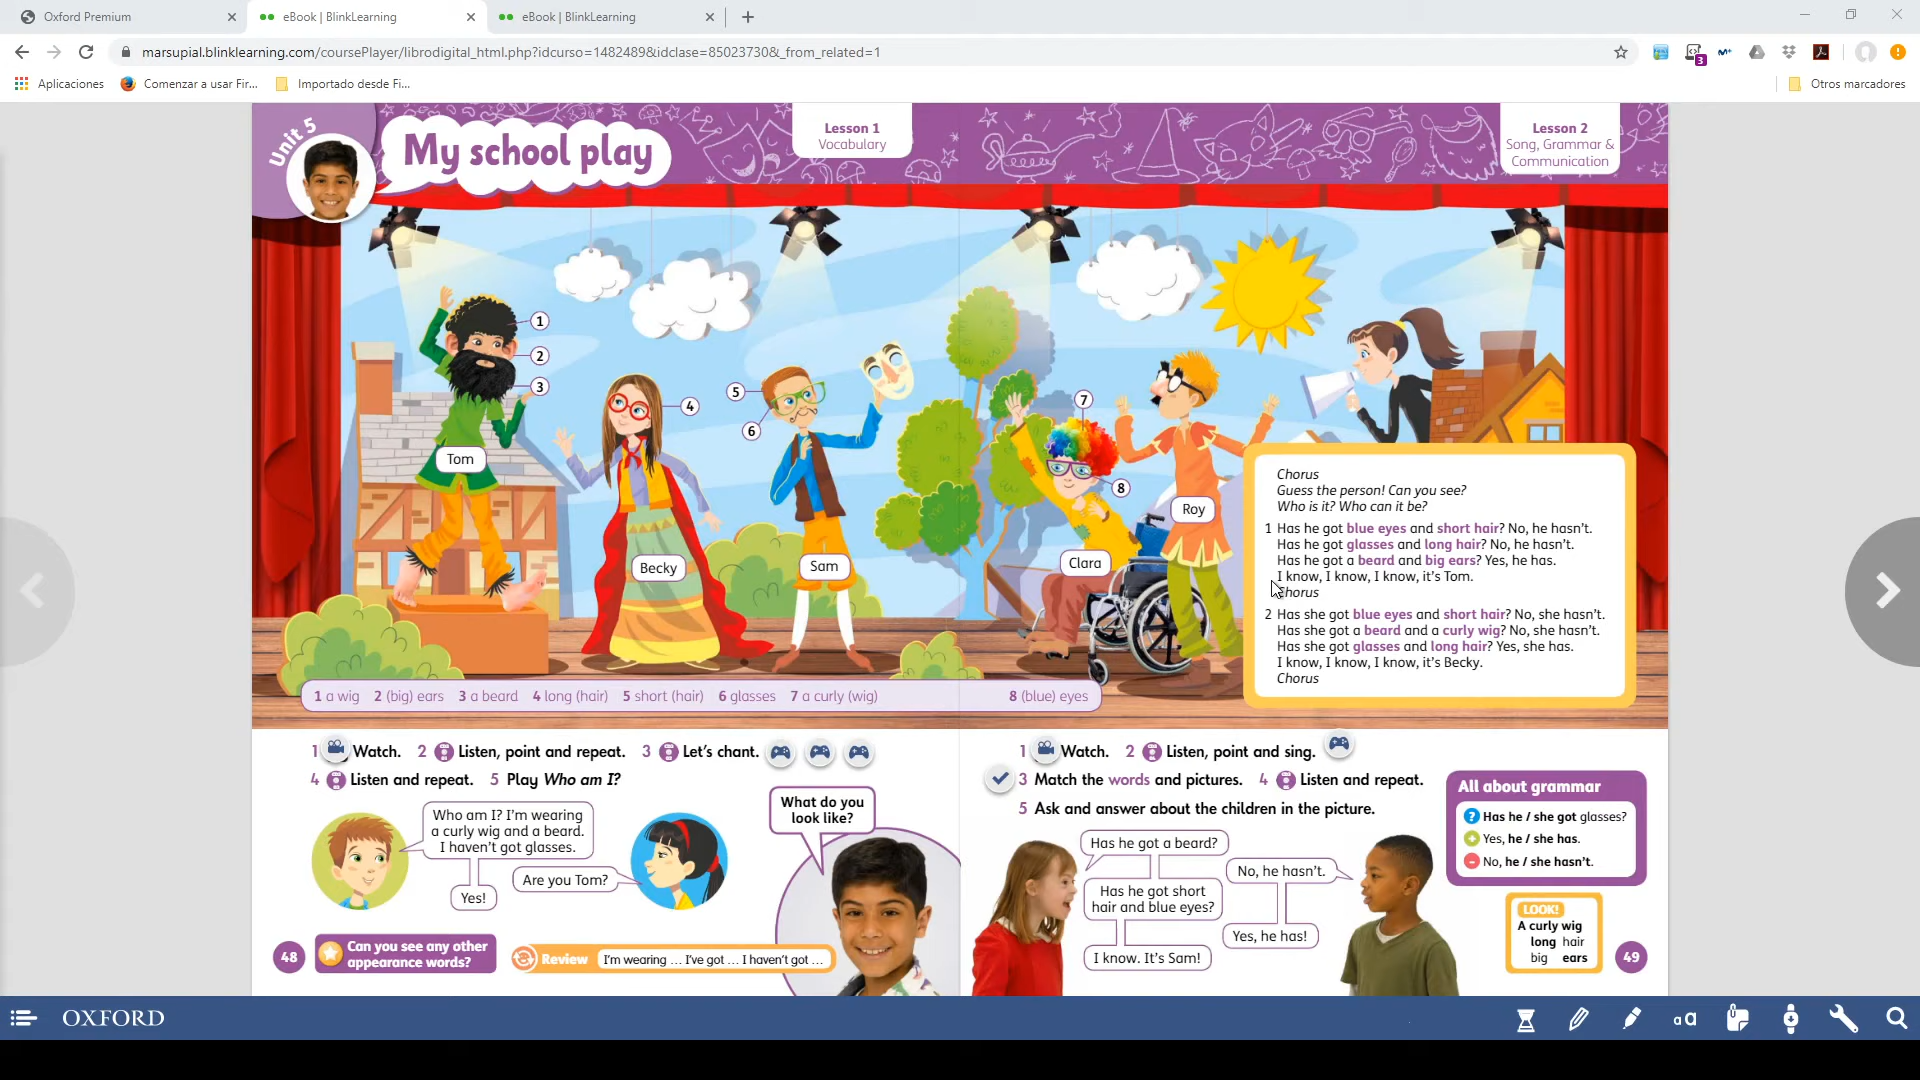 Oxford Premium
eBook | BlinkLearning
eBook | BlinkLearning
marsupial.blinklearning.com/coursePlayer/librodigital_html.php?idcurso=1482489&idclase=85023730&_from_related=1
3
Aplicaciones
Comenzar a usar Fir...
Importado desde Fi...
Otros marcadores
Unit 5
My school play
Lesson 1
Vocabulary
Lesson 2
Song, Grammar &
Communication
1
2
3
4
5
6
7
8
Tom
Becky
Sam
Clara
Roy
Chorus
Guess the person! Can you see?
Who is it? Who can it be?
1 Has he got blue eyes and short hair? No, he hasn't.
Has he got glasses and long hair? No, he hasn't.
Has he got a beard and big ears? Yes, he has.
I know, I know, I know, it's Tom.
Chorus
2 Has she got blue eyes and short hair? No, she hasn't.
Has she got a beard and a curly wig? No, she hasn't.
Has she got glasses and long hair? Yes, she has.
I know, I know, I know, it's Becky.
Chorus
1 a wig 2 (big) ears 3 a beard 4 long (hair) 5 short (hair) 6 glasses 7 a curly (wig) 8 (blue) eyes
1 Watch. 2 Listen, point and repeat. 3 Let's chant.
4 Listen and repeat. 5 Play Who am I?
Who am I? I'm wearing
a curly wig and a beard.
I haven't got glasses.
Are you Tom?
Yes!
What do you
look like?
48
Can you see any other
appearance words?
Review
I'm wearing ... I've got ... I haven't got ...
1 Watch. 2 Listen, point and sing.
3 Match the words and pictures. 4 Listen and repeat.
5 Ask and answer about the children in the picture.
Has he got a beard?
No, he hasn't.
Has he got short
hair and blue eyes?
Yes, he has!
I know. It's Sam!
All about grammar
? Has he / she got glasses?
+ Yes, he / she has.
- No, he / she hasn't.
LOOK!
A curly wig
long hair
big ears
49
OXFORD
aa